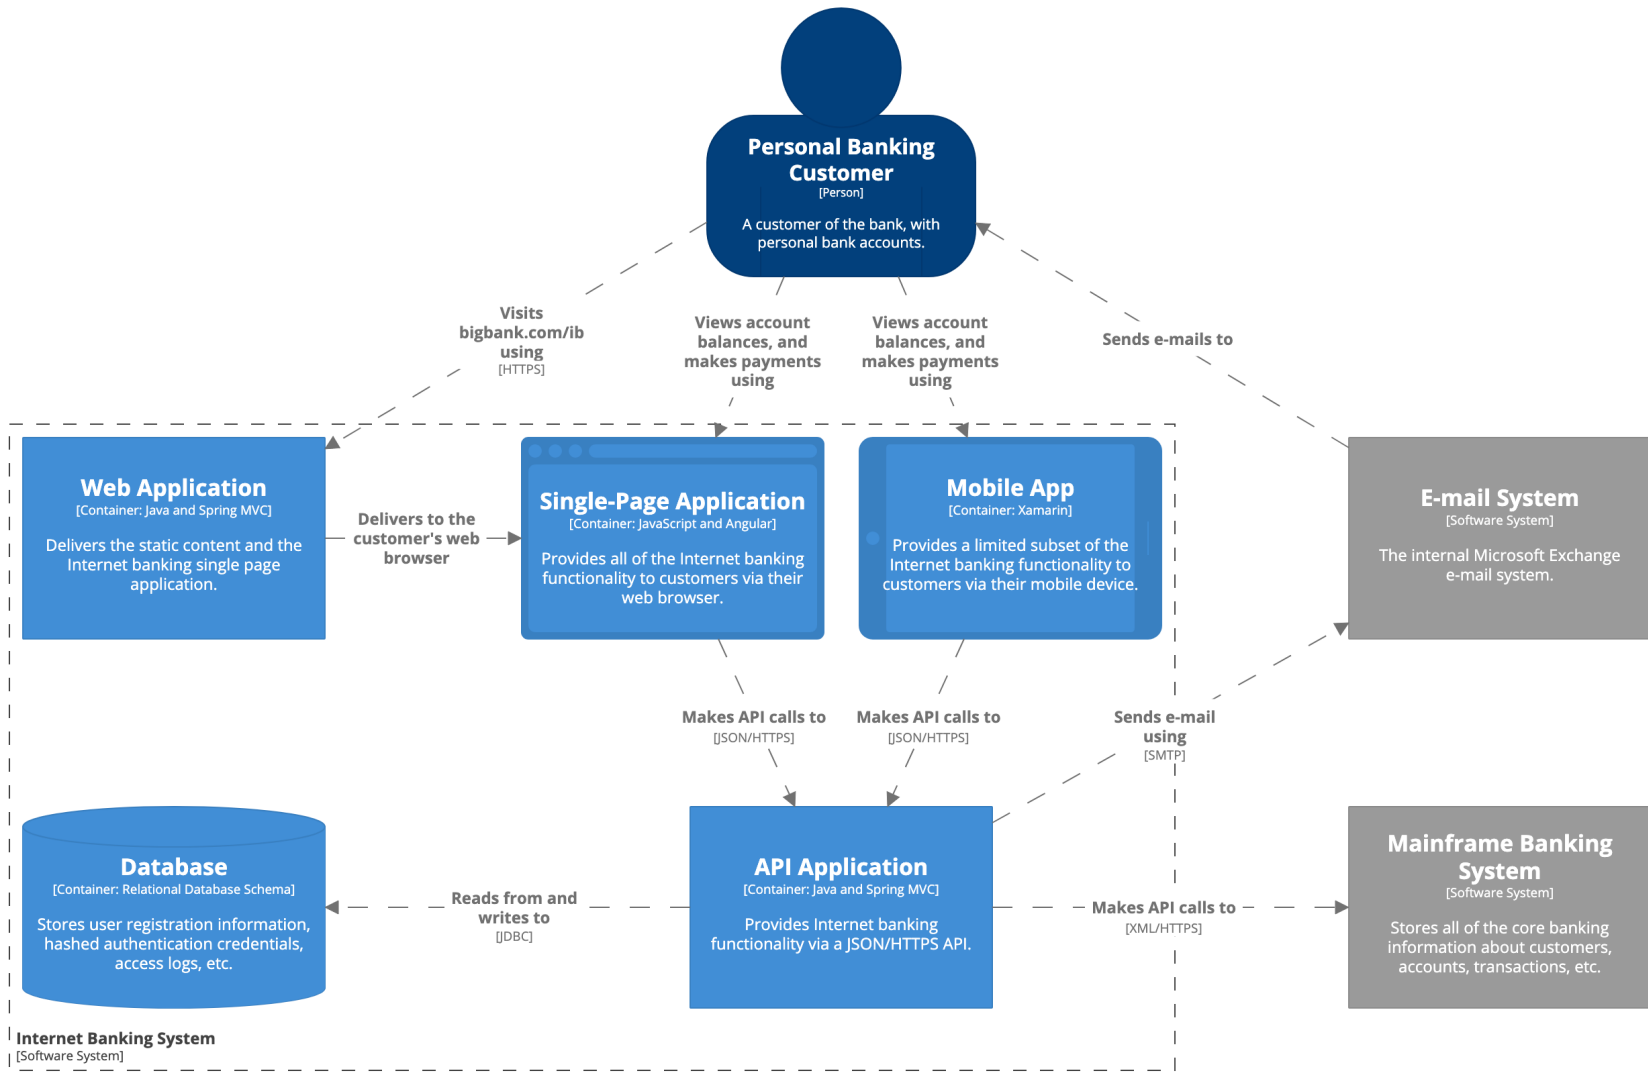 Personal Banking
Customer
[Person]
A customer of the bank, with
personal bank accounts.
Visits
bigbank.com/ib
using
[HTTPS]
Views account
balances, and
makes payments
using
Views account
balances, and
makes payments
using
Sends e-mails to
Web Application
[Container: Java and Spring MVC]
Delivers the static content and the
Internet banking single page
application.
Delivers to the
customer's web
browser
Single-Page Application
[Container: JavaScript and Angular]
Provides all of the Internet banking
functionality to customers via their
web browser.
Mobile App
[Container: Xamarin]
Provides a limited subset of the
Internet banking functionality to
customers via their mobile device.
E-mail System
[Software System]
The internal Microsoft Exchange
e-mail system.
Makes API calls to
[JSON/HTTPS]
Makes API calls to
[JSON/HTTPS]
Sends e-mail
using
[SMTP]
Database
[Container: Relational Database Schema]
Stores user registration information,
hashed authentication credentials,
access logs, etc.
Reads from and
writes to
[JDBC]
API Application
[Container: Java and Spring MVC]
Provides Internet banking
functionality via a JSON/HTTPS API.
Makes API calls to
[XML/HTTPS]
Mainframe Banking
System
[Software System]
Stores all of the core banking
information about customers,
accounts, transactions, etc.
Internet Banking System
[Software System]